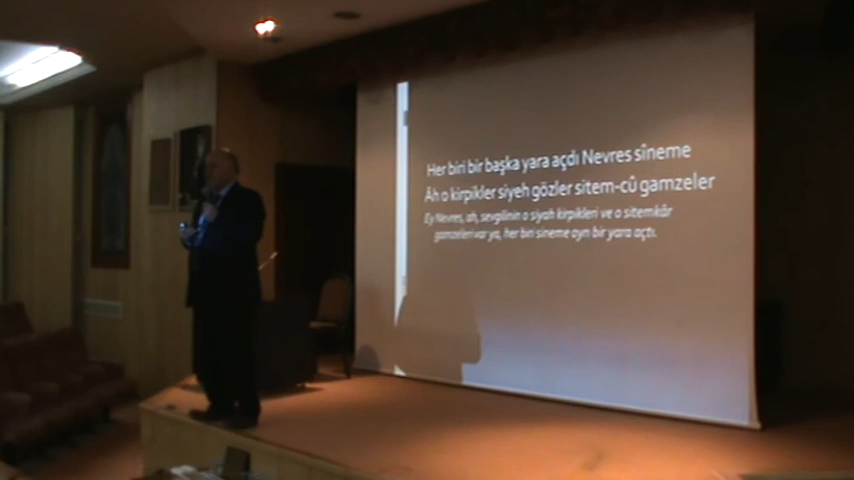 Her biri bir başka yara açdı Nevres sîneme
Âh o kirpikler siyeh gözler sitem-cû gamzeler
Ey Nevres, ah, sevgilinin o siyah kirpikleri ve o sitemkâr
gamzeleri var ya, her biri sineme ayrı bir yara açtı.